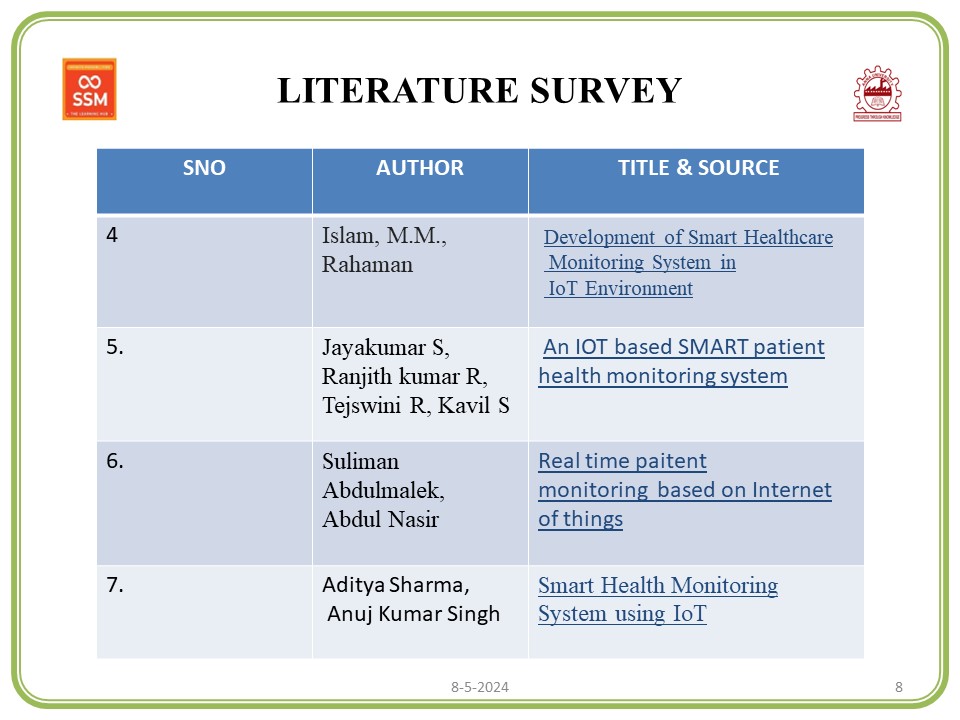 LITERATURE SURVEY
SSM
THE LEARNING HUB
PROGRESS THROUGH KNOWLEDGE
SNO AUTHOR TITLE & SOURCE
4
Islam, M.M.,
Rahaman
Development of Smart Healthcare
Monitoring System in
IoT Environment
5.
Jayakumar S,
Ranjith kumar R,
Tejswini R, Kavil S
An IOT based SMART patient
health monitoring system
6.
Suliman
Abdulmalek,
Abdul Nasir
Real time paitent
monitoring based on Internet
of things
7.
Aditya Sharma,
Anuj Kumar Singh
Smart Health Monitoring
System using IoT
8-5-2024
8